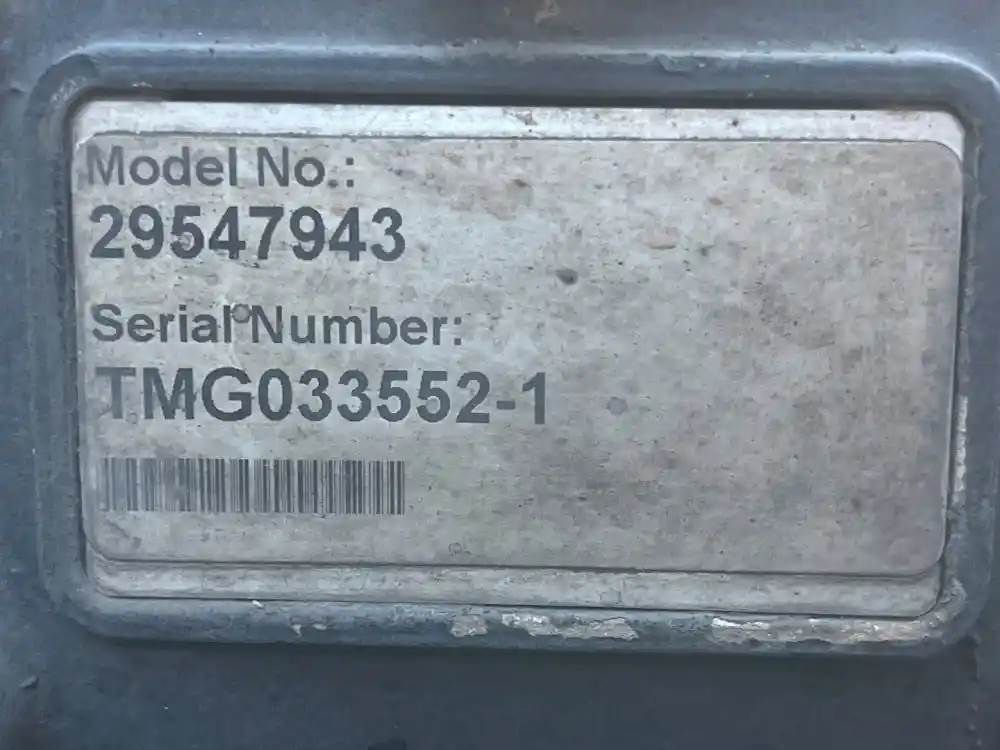 Model No.:
29547943
Serial Number:
TMG033552-1